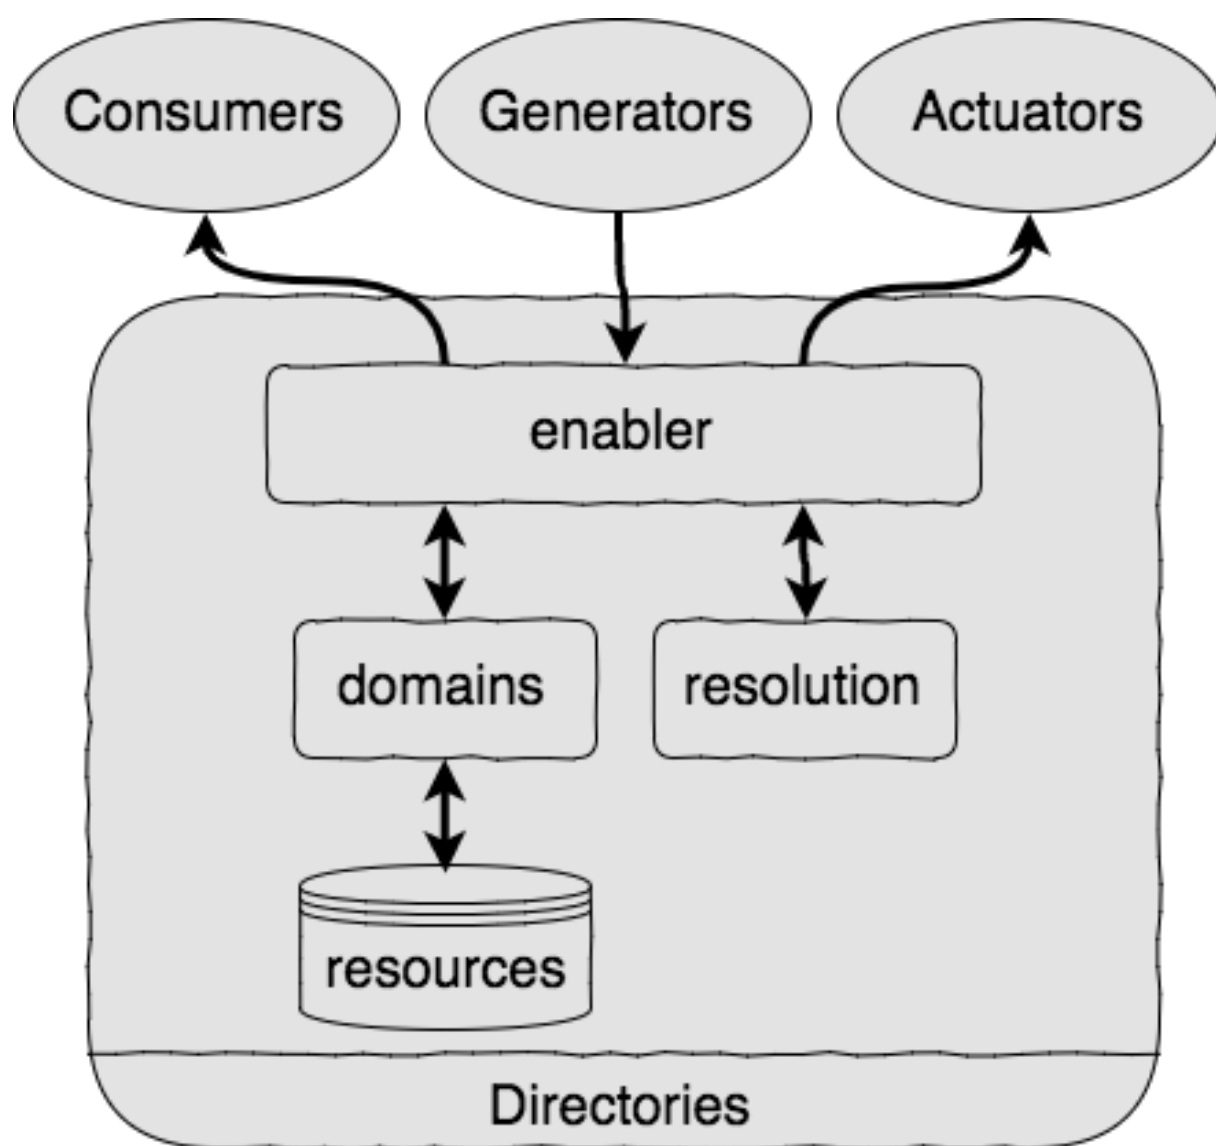 Consumers
Generators
Actuators
enabler
domains
resolution
resources
Directories